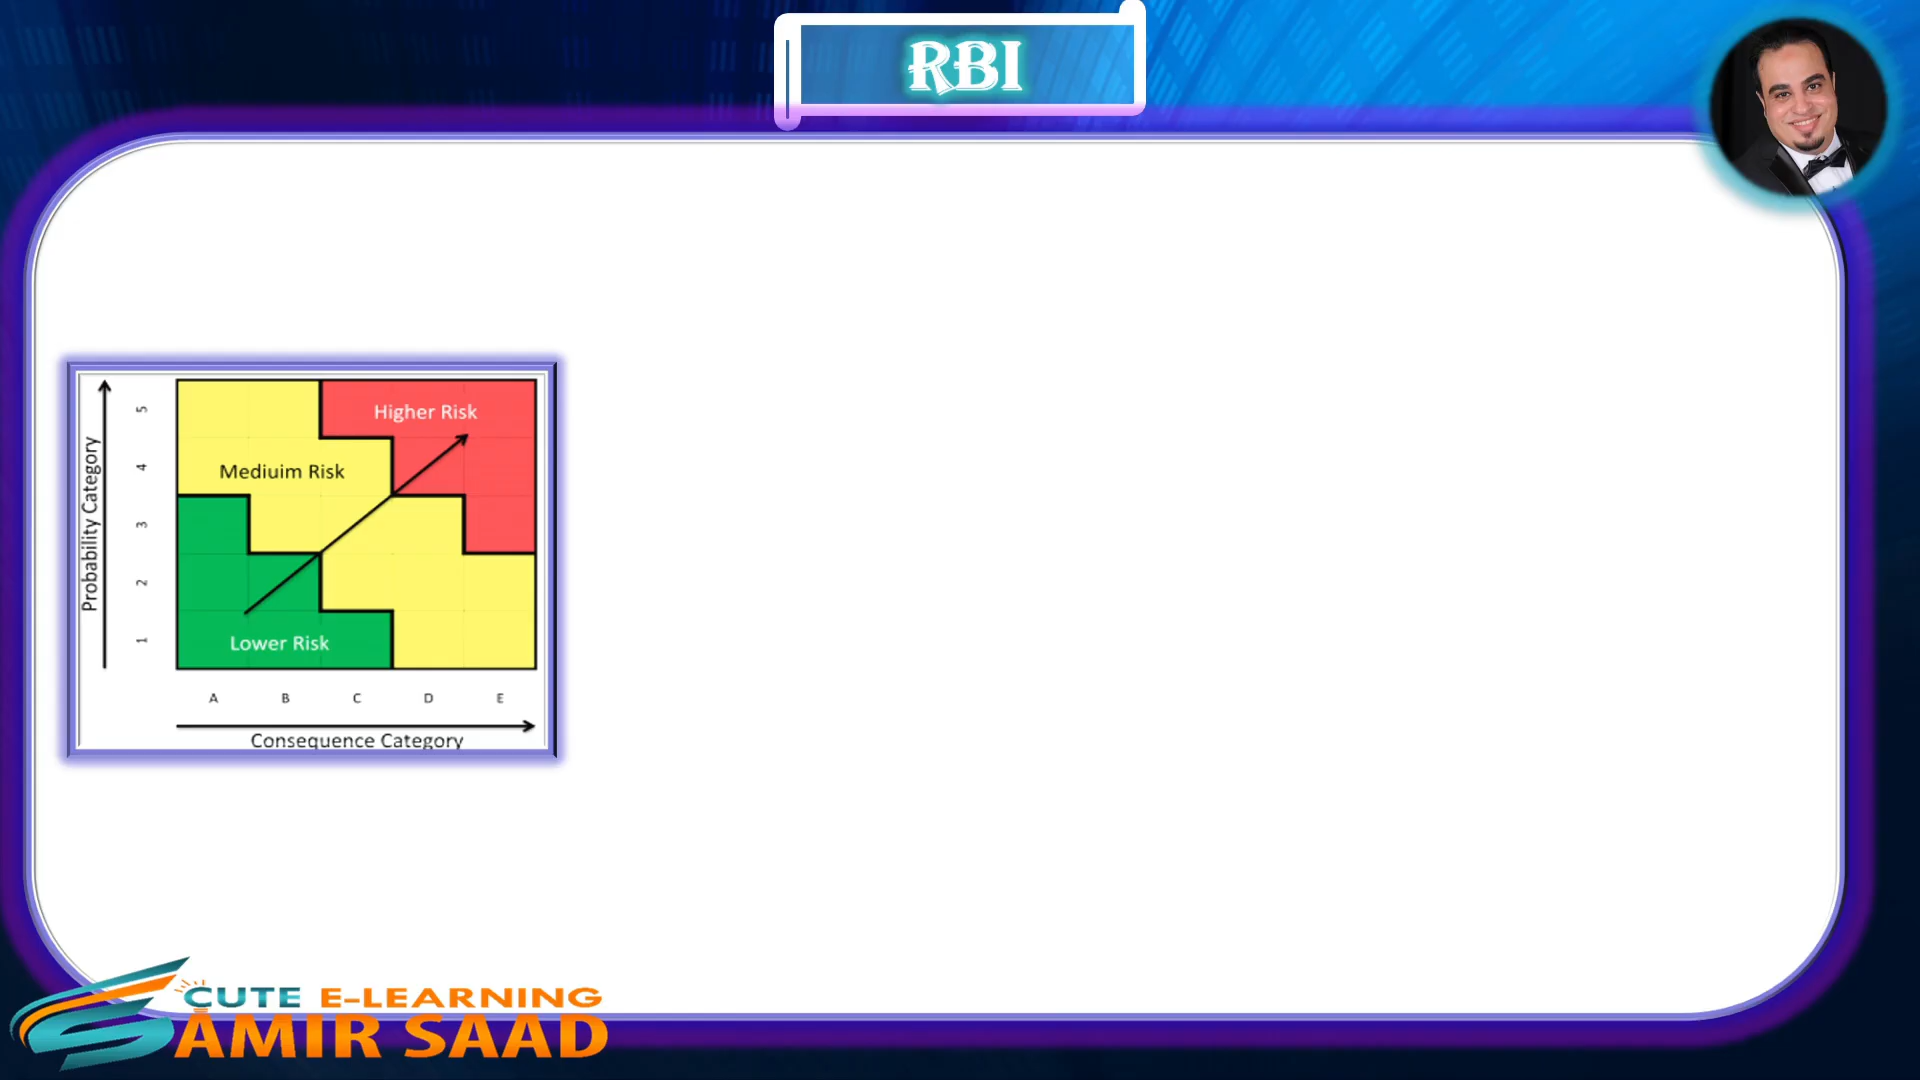 RBI
Higher Risk
Mediuim Risk
Lower Risk
Probability Category
5
4
3
2
1
A B C D E
Consequence Category
CUTE E-LEARNING
AMIR SAAD